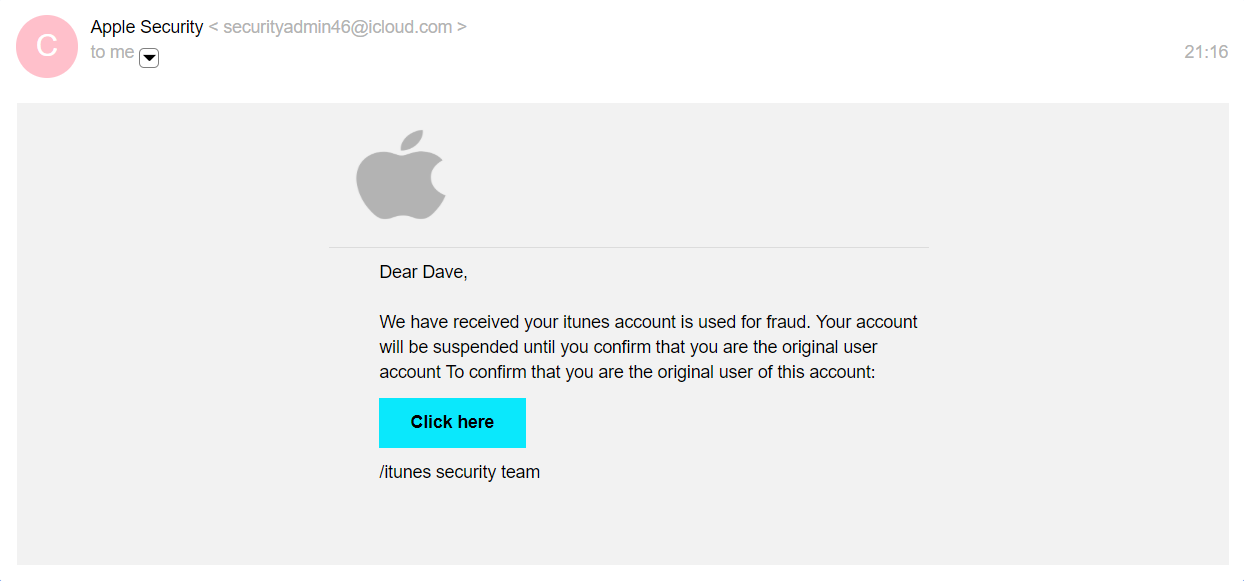 C
Apple Security < securityadmin46@icloud.com >
to me
21:16
Dear Dave,
We have received your itunes account is used for fraud. Your account
will be suspended until you confirm that you are the original user
account To confirm that you are the original user of this account:
Click here
/itunes security team